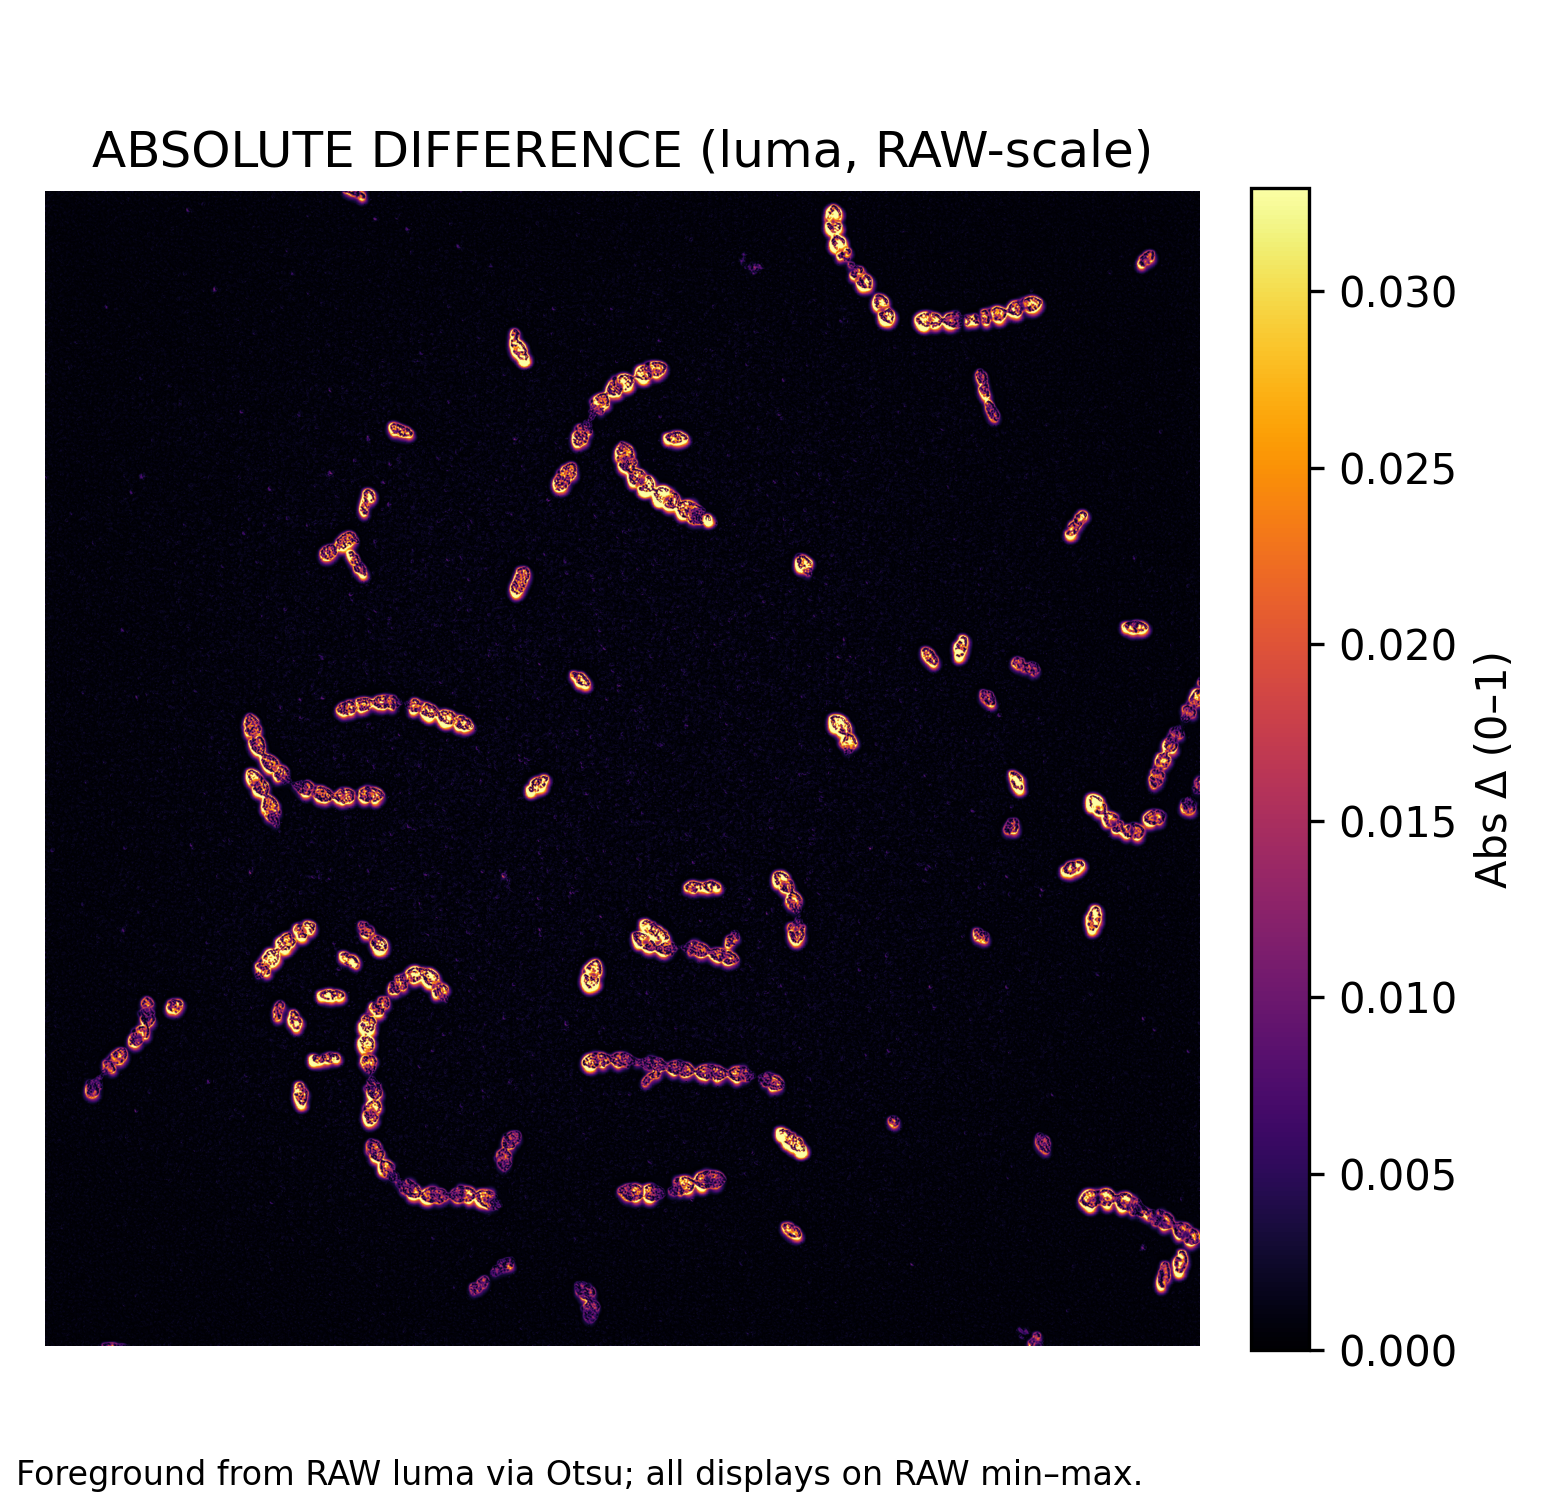 ABSOLUTE DIFFERENCE (luma, RAW-scale)
0.030
0.025
0.020
0.015
0.010
0.005
0.000
Abs Δ (0–1)
Foreground from RAW luma via Otsu; all displays on RAW min–max.